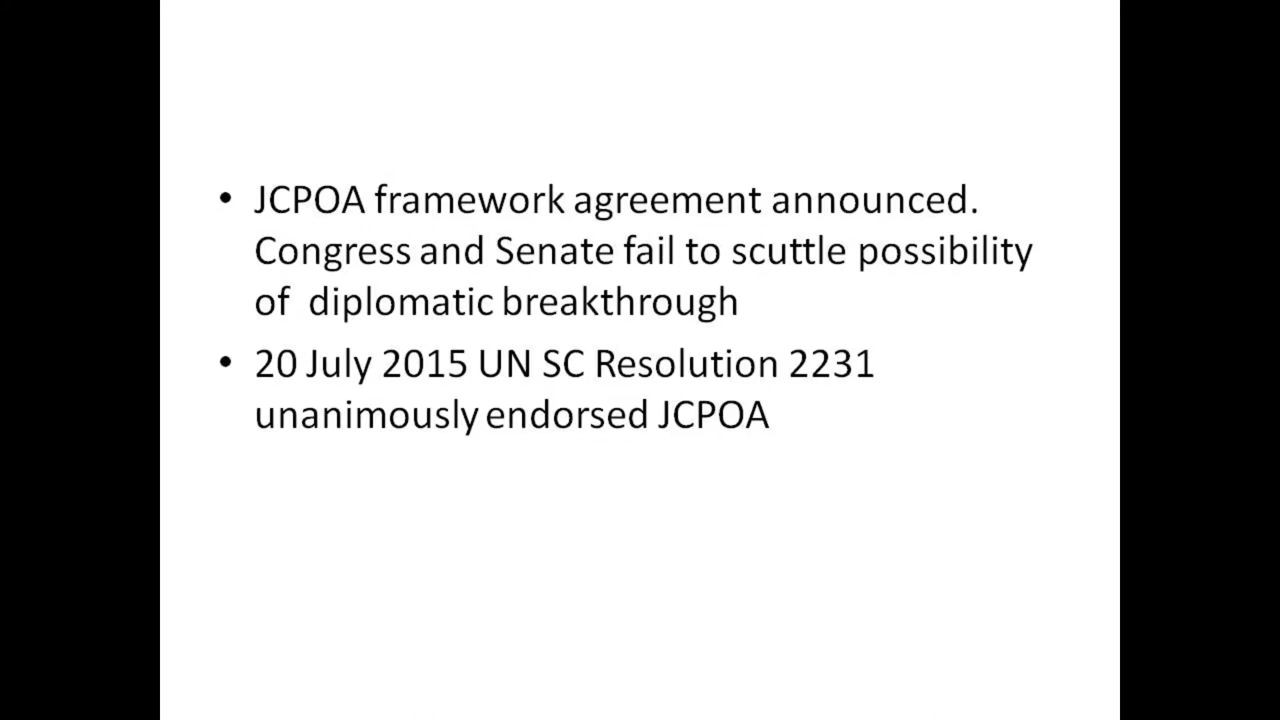 • JCPOA framework agreement announced.
Congress and Senate fail to scuttle possibility
of  diplomatic breakthrough
• 20 July 2015 UN SC Resolution 2231
unanimously endorsed JCPOA